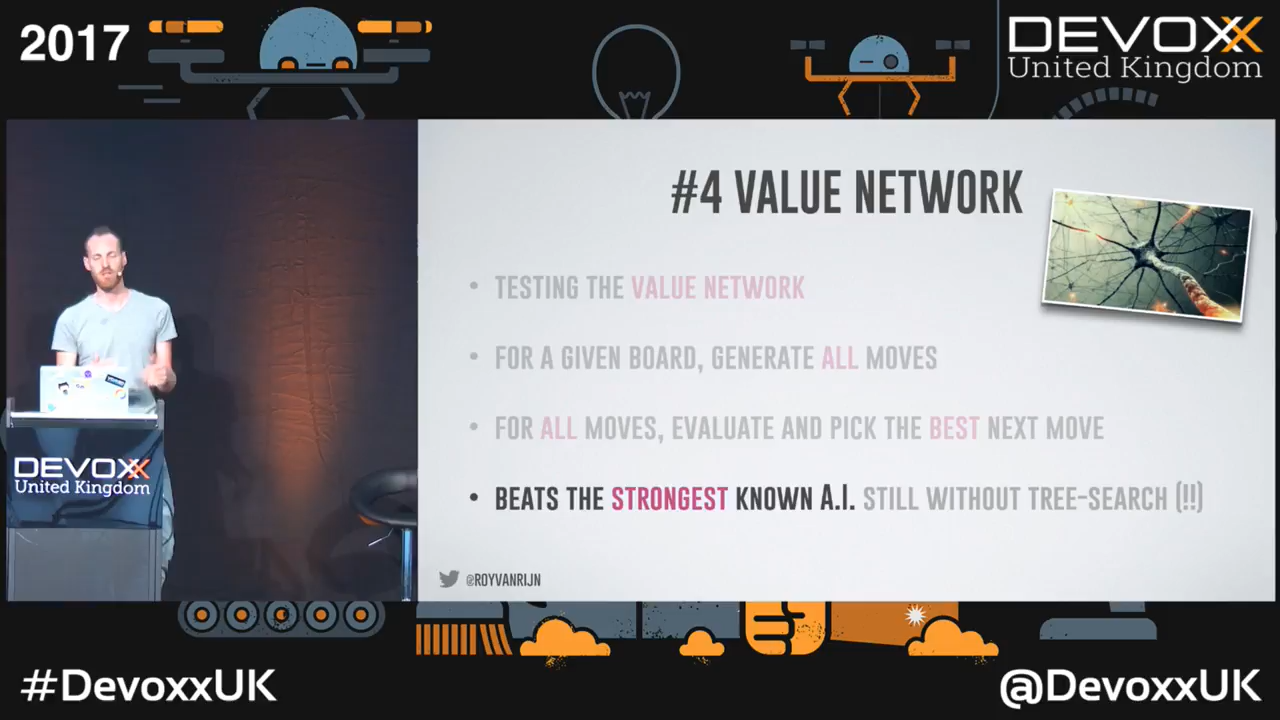 2017
DEVOXX
United Kingdom
#4 VALUE NETWORK
• TESTING THE VALUE NETWORK
• FOR A GIVEN BOARD, GENERATE ALL MOVES
• FOR ALL MOVES, EVALUATE AND PICK THE BEST NEXT MOVE
• BEATS THE STRONGEST KNOWN A.I. STILL WITHOUT TREE-SEARCH (!!)
@ROYVANRIJN
DEVOXX
United Kingdom
#DevoxxUK
@DevoxxUK